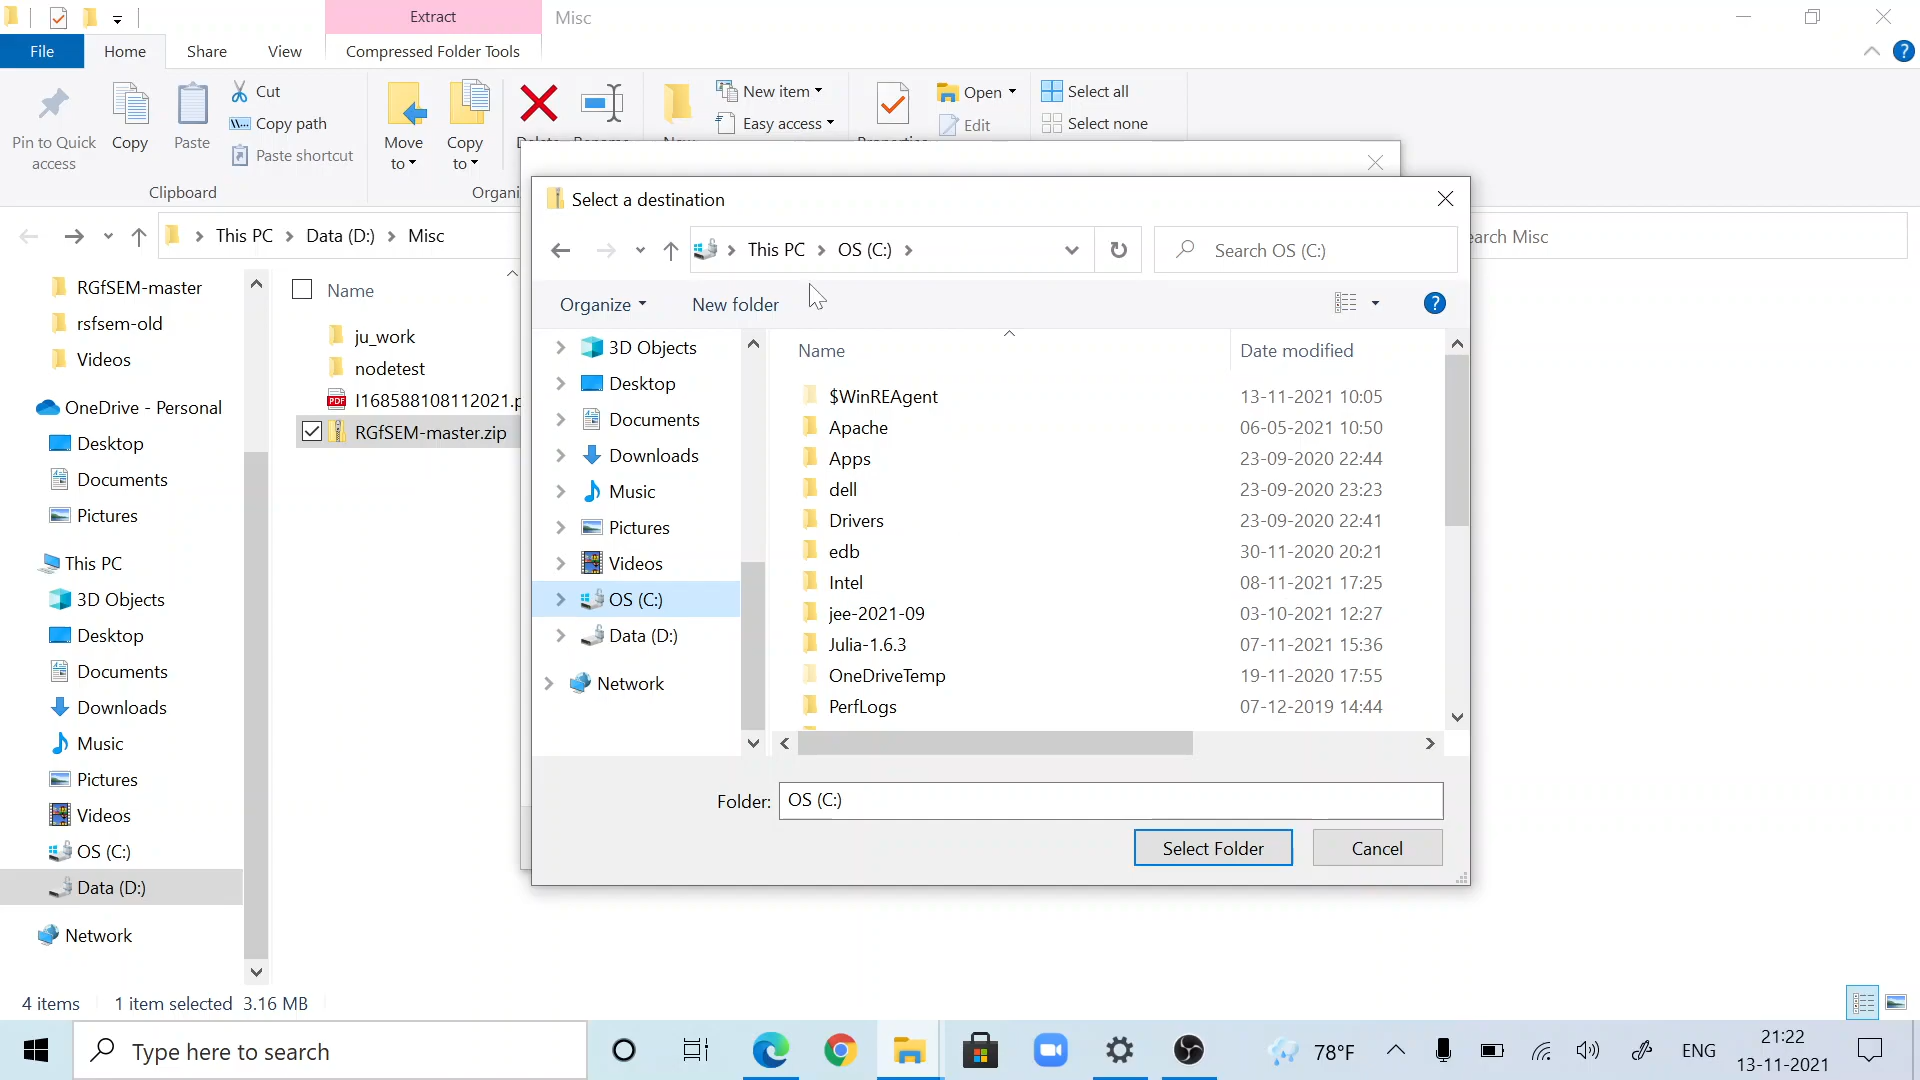 Extract
Misc
File
Home
Share
View
Compressed Folder Tools
Pin to Quick access
Copy
Paste
Cut
Copy path
Paste shortcut
Clipboard
Move to
Copy to
New item
Easy access
Open
Edit
Select all
Select none
Organi
This PC
Data (D:)
Misc
earch Misc
RGfSEM-master
rsfsem-old
Videos
OneDrive - Personal
Desktop
Documents
Pictures
This PC
3D Objects
Desktop
Documents
Downloads
Music
Pictures
Videos
OS (C:)
Data (D:)
Network
Name
ju_work
nodetest
I168588108112021.p
RGfSEM-master.zip
Select a destination
This PC
OS (C:)
Search OS (C:)
Organize
New folder
3D Objects
Desktop
Documents
Downloads
Music
Pictures
Videos
OS (C:)
Data (D:)
Network
Name Date modified
$WinREAgent 13-11-2021 10:05
Apache 06-05-2021 10:50
Apps 23-09-2020 22:44
dell 23-09-2020 23:23
Drivers 23-09-2020 22:41
edb 30-11-2020 20:21
Intel 08-11-2021 17:25
jee-2021-09 03-10-2021 12:27
Julia-1.6.3 07-11-2021 15:36
OneDriveTemp 19-11-2020 17:55
PerfLogs 07-12-2019 14:44
Folder: OS (C:)
Select Folder
Cancel
4 items
1 item selected 3.16 MB
Type here to search
78°F
ENG
21:22
13-11-2021